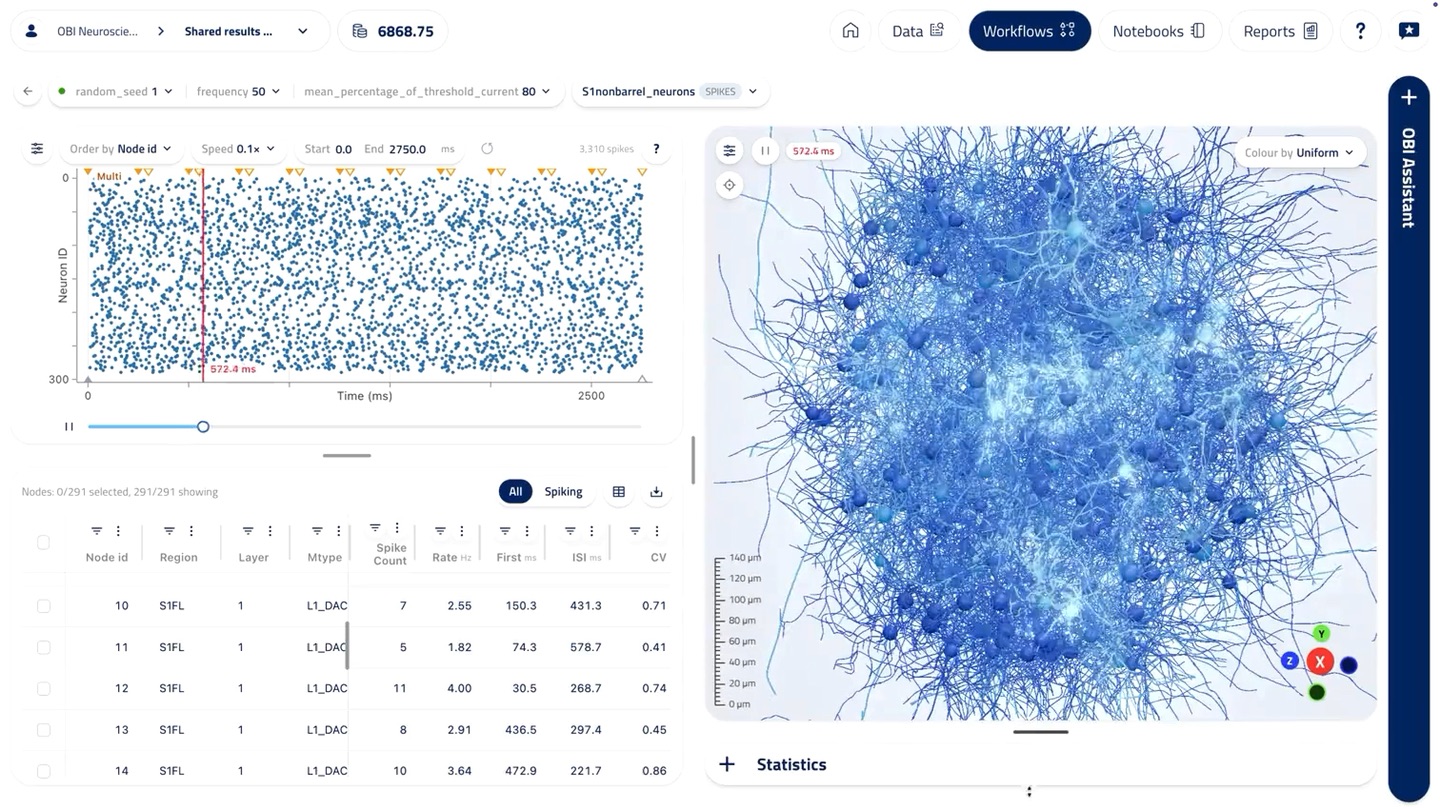 OBI Neuroscie... Shared results ... 6868.75 Data Workflows Notebooks Reports ?
random_seed 1 frequency 50 mean_percentage_of_threshold_current 80 S1nonbarrel_neurons SPIKES
OBI Assistant
Order by Node id Speed 0.1× Start 0.0 End 2750.0 ms 3,310 spikes ?
Multi
0
Neuron ID
300
572.4 ms
0 2500
Time (ms)
572.4 ms
Colour by Uniform
140 µm
120 µm
100 µm
80 µm
60 µm
40 µm
20 µm
0 µm
Y
Z X
Nodes: 0/291 selected, 291/291 showing All Spiking
Node id Region Layer Mtype Spike Count Rate Hz First ms ISI ms CV
10 S1FL 1 L1_DAC 7 2.55 150.3 431.3 0.71
11 S1FL 1 L1_DAC 5 1.82 74.3 578.7 0.41
12 S1FL 1 L1_DAC 11 4.00 30.5 268.7 0.74
13 S1FL 1 L1_DAC 8 2.91 436.5 297.4 0.45
14 S1FL 1 L1_DAC 10 3.64 472.9 221.7 0.86
Statistics